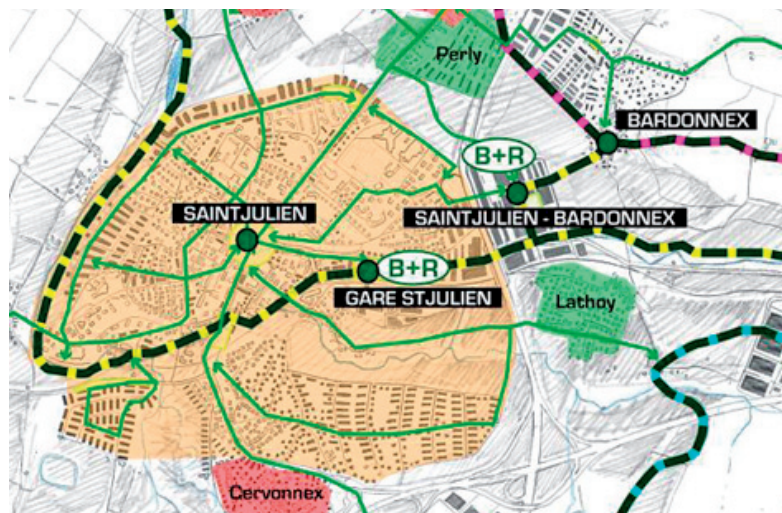 Perly
BARDONNEX
B+R
SAINTJULIEN
SAINTJULIEN - BARDONNEX
B+R
GARE STJULIEN
Lathoy
Cervonnex